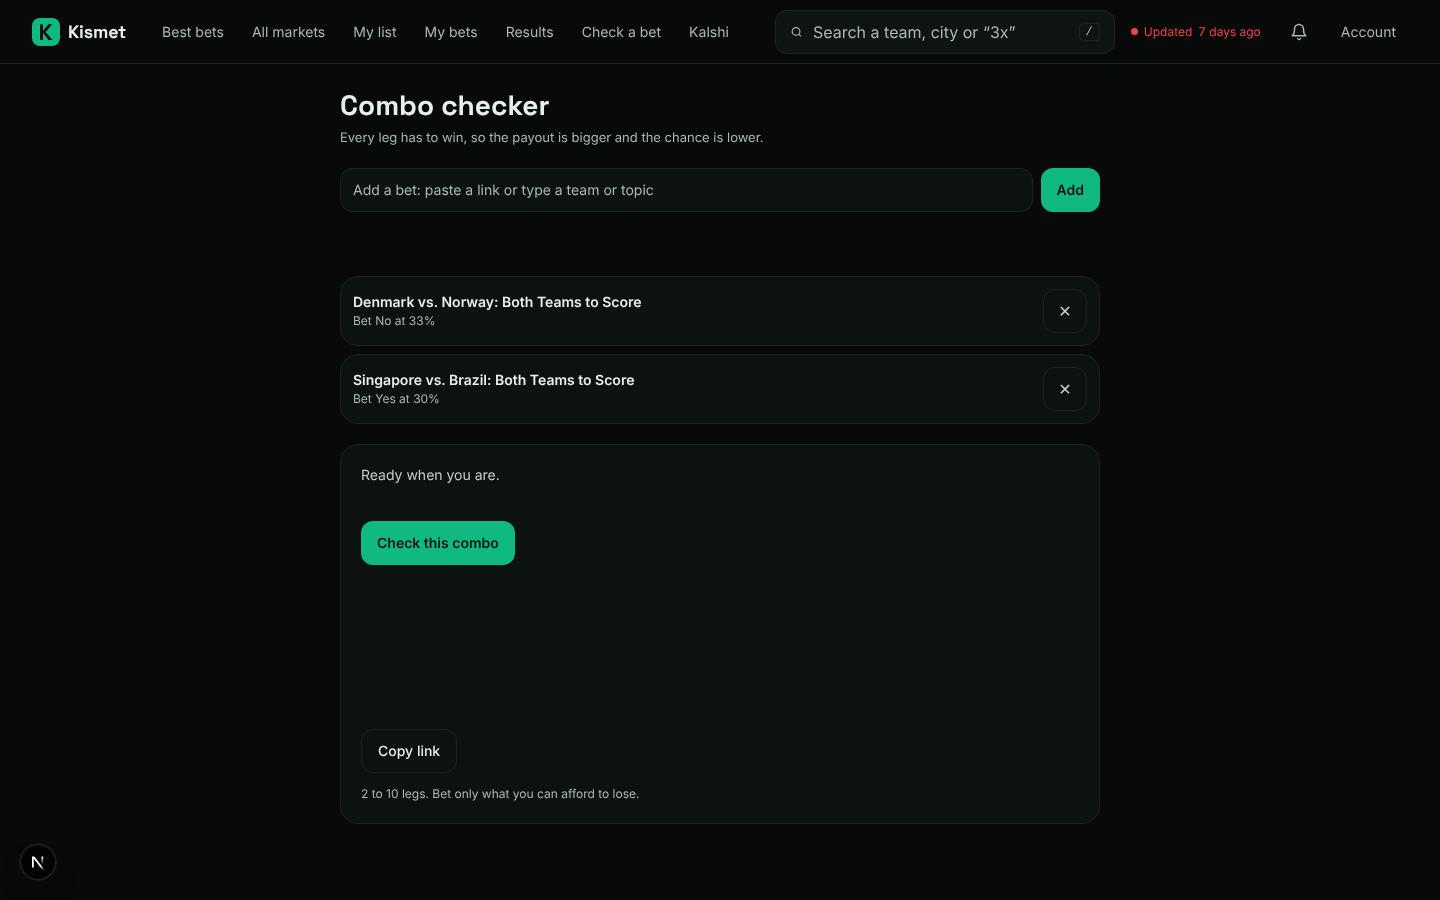 K Kismet Best bets All markets My list My bets Results Check a bet Kalshi Search a team, city or “3x” / Updated 7 days ago Account
Combo checker
Every leg has to win, so the payout is bigger and the chance is lower.
Add a bet: paste a link or type a team or topic Add
Denmark vs. Norway: Both Teams to Score
Bet No at 33%
Singapore vs. Brazil: Both Teams to Score
Bet Yes at 30%
Ready when you are.
Check this combo
Copy link
2 to 10 legs. Bet only what you can afford to lose.
N